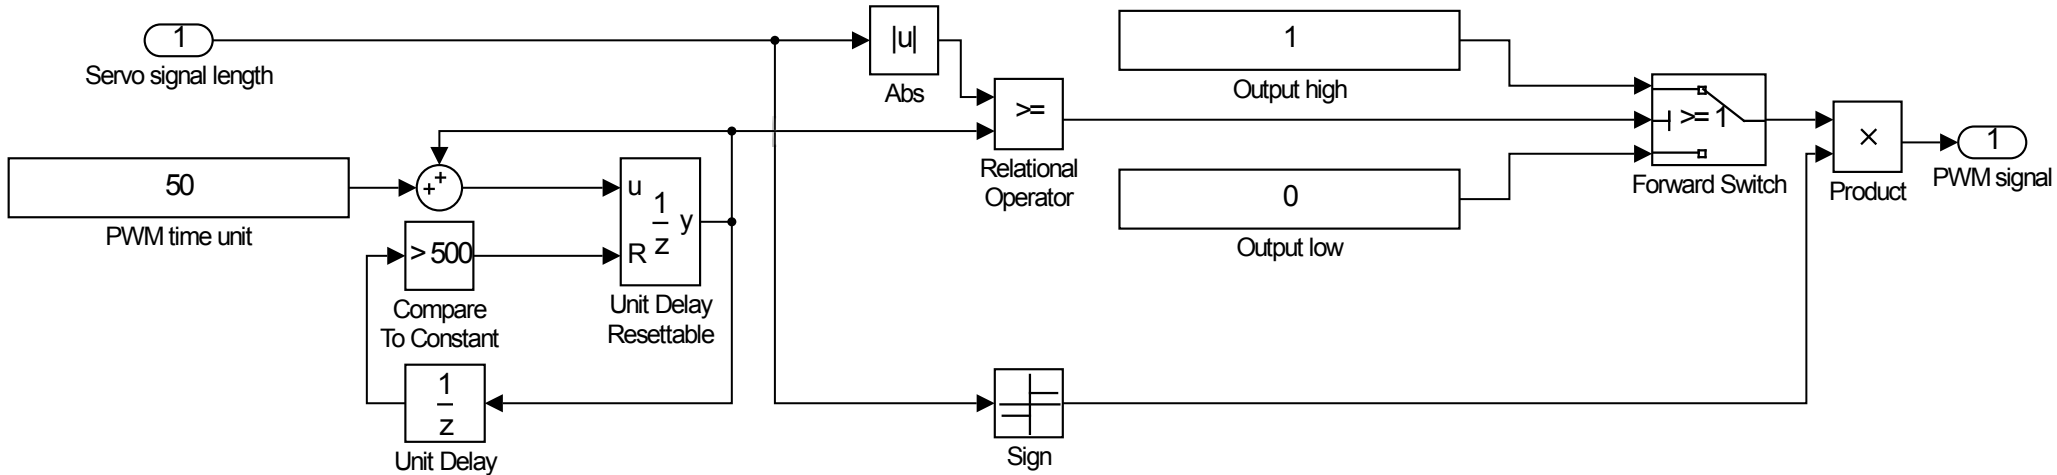 1
Servo signal length
|u|
Abs
1
Output high
>=
Relational
Operator
>= 1
Forward Switch
×
Product
1
PWM signal
50
PWM time unit
+
+
u
1
z
y
R
Unit Delay
Resettable
> 500
Compare
To Constant
0
Output low
1
z
Unit Delay
Sign